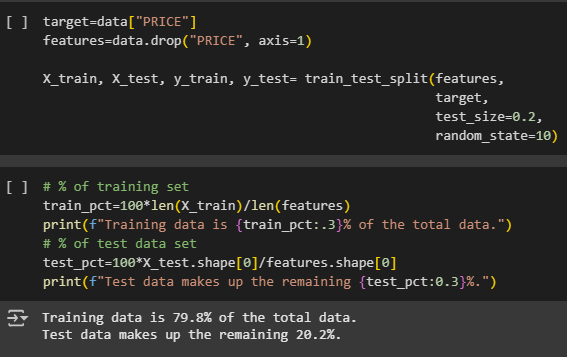 [ ] target=data["PRICE"]
features=data.drop("PRICE", axis=1)
X_train, X_test, y_train, y_test= train_test_split(features,
target,
test_size=0.2,
random_state=10)
[ ] # % of training set
train_pct=100*len(X_train)/len(features)
print(f"Training data is {train_pct:.3}% of the total data.")
# % of test data set
test_pct=100*X_test.shape[0]/features.shape[0]
print(f"Test data makes up the remaining {test_pct:0.3}%.")
Training data is 79.8% of the total data.
Test data makes up the remaining 20.2%.